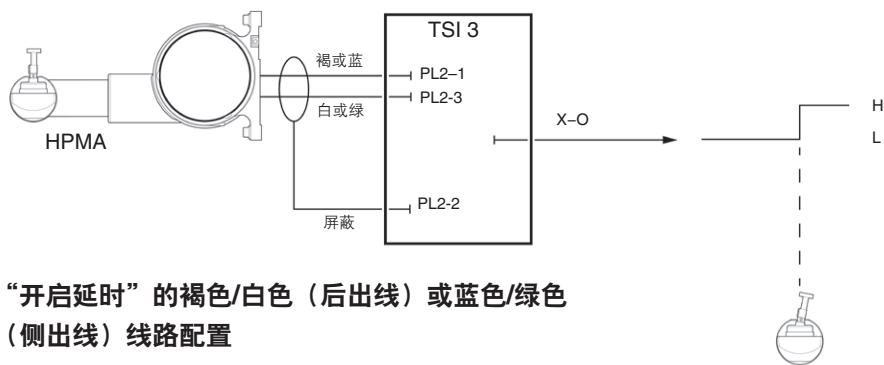 TSI 3
褐或蓝
PL2–1
白或绿
PL2-3
HPMA
X–O
H
L
PL2-2
屏蔽
“开启延时”的褐色/白色（后出线）或蓝色/绿色
（侧出线）线路配置